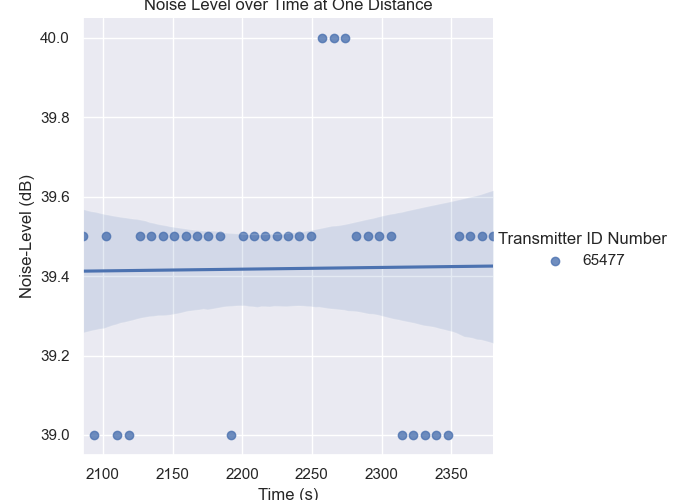 Noise Level over Time at One Distance
40.0
39.8
39.6
39.4
39.2
39.0
Noise-Level (dB)
2100 2150 2200 2250 2300 2350
Time (s)
Transmitter ID Number
65477